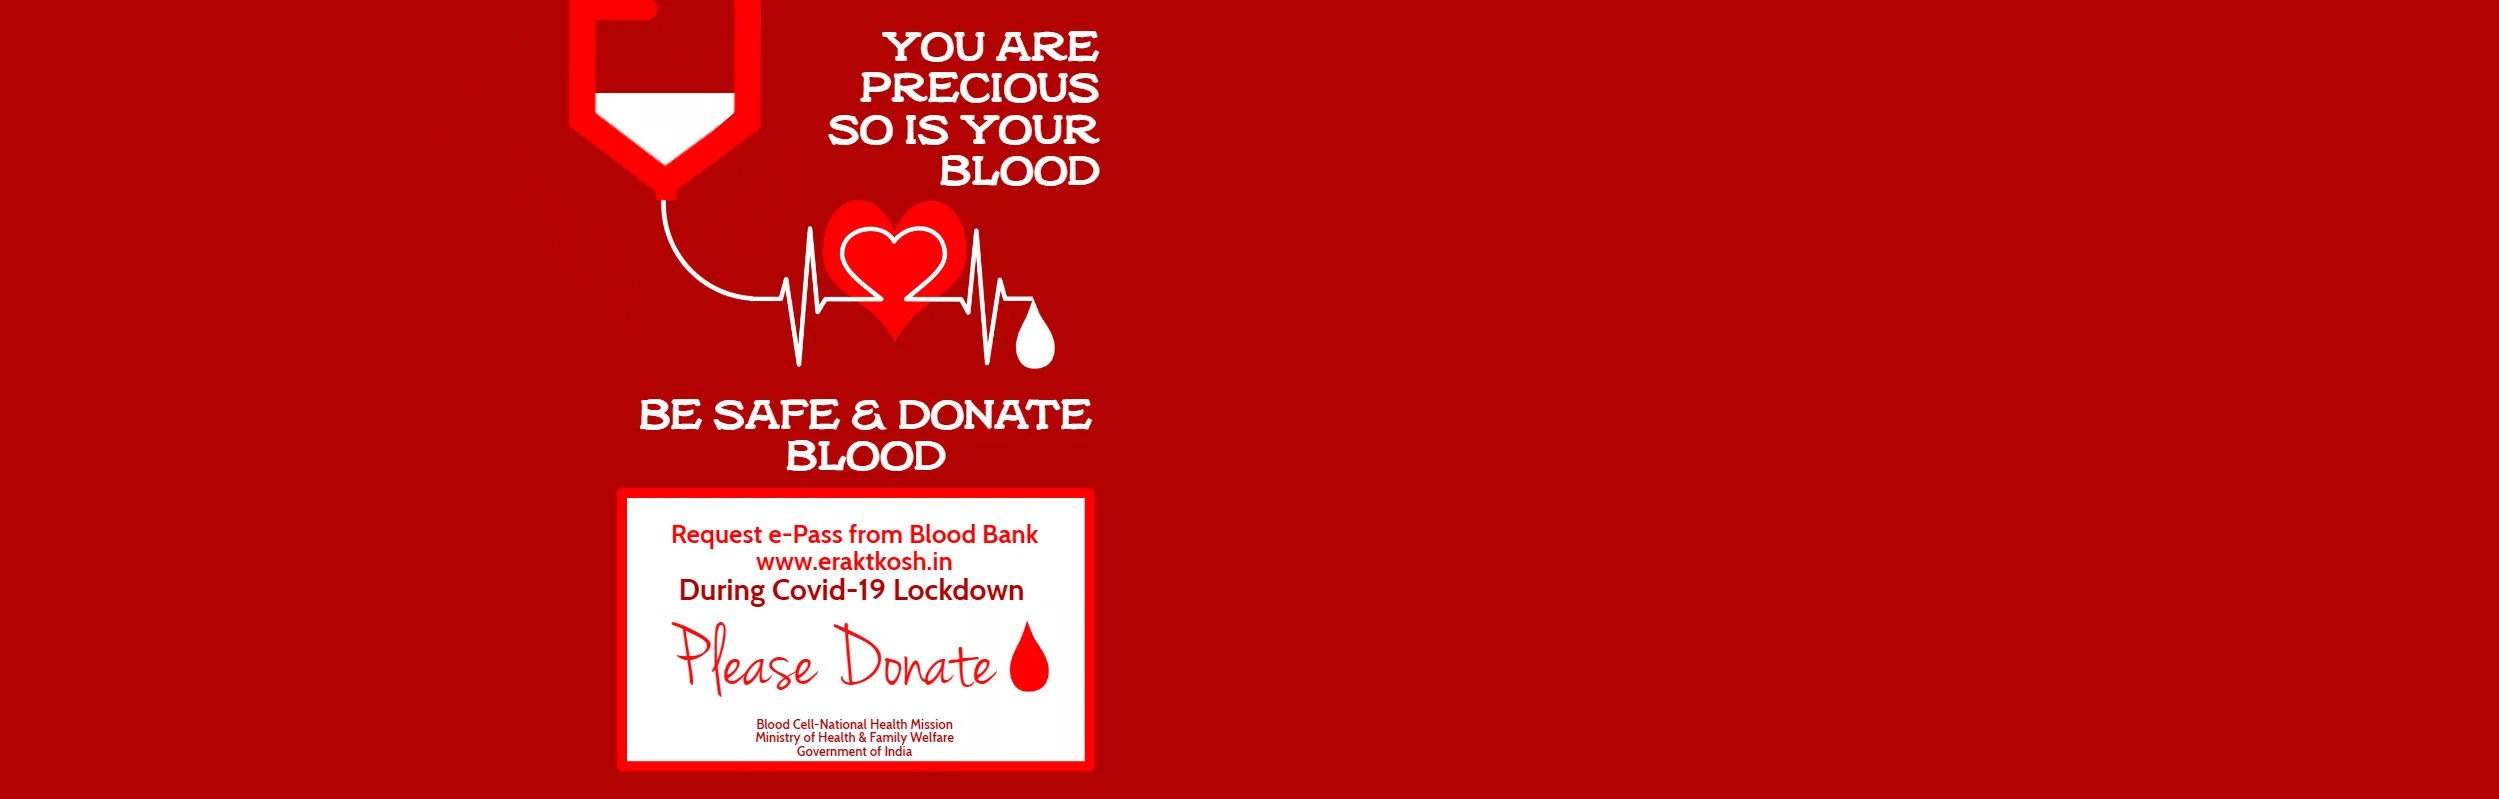 YOU ARE
PRECIOUS
SO IS YOUR
BLOOD
BE SAFE & DONATE
BLOOD
Request e-Pass from Blood Bank
www.eraktkosh.in
During Covid-19 Lockdown
Please Donate
Blood Cell-National Health Mission
Ministry of Health & Family Welfare
Government of India